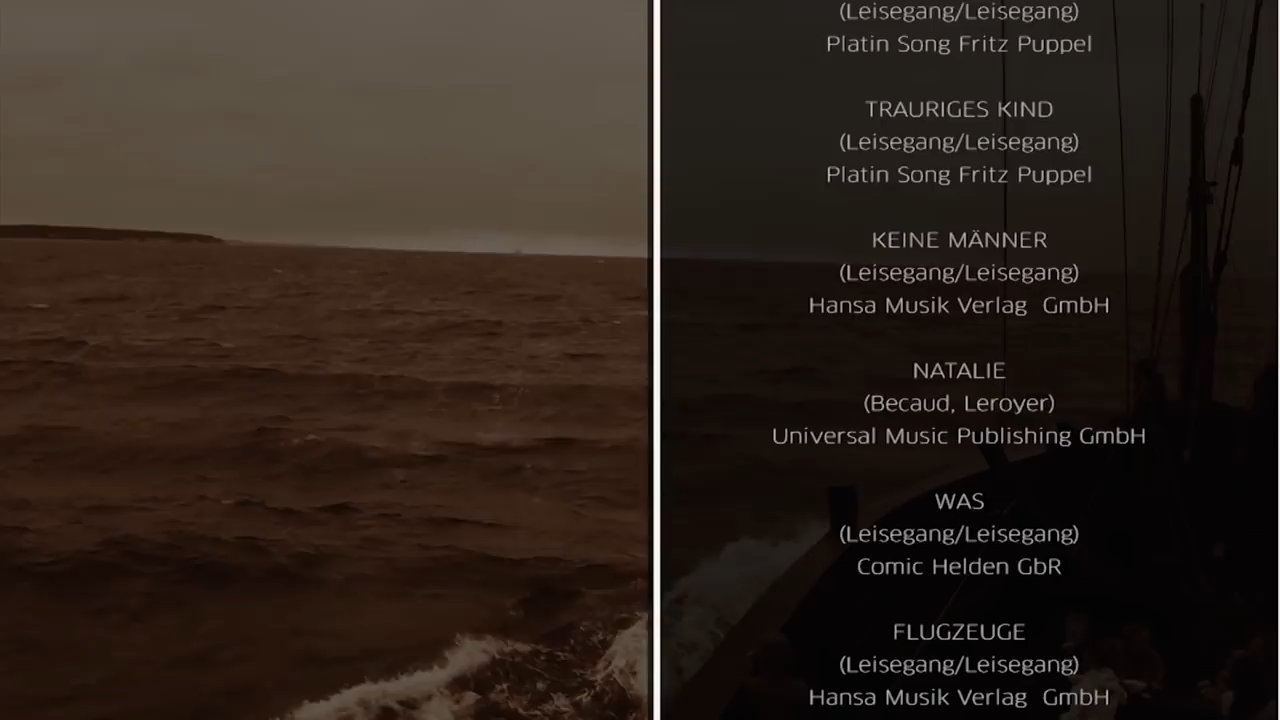 (Leisegang/Leisegang)
Platin Song Fritz Puppel
TRAURIGES KIND
(Leisegang/Leisegang)
Platin Song Fritz Puppel
KEINE MÄNNER
(Leisegang/Leisegang)
Hansa Musik Verlag  GmbH
NATALIE
(Becaud, Leroyer)
Universal Music Publishing GmbH
WAS
(Leisegang/Leisegang)
Comic Helden GbR
FLUGZEUGE
(Leisegang/Leisegang)
Hansa Musik Verlag  GmbH